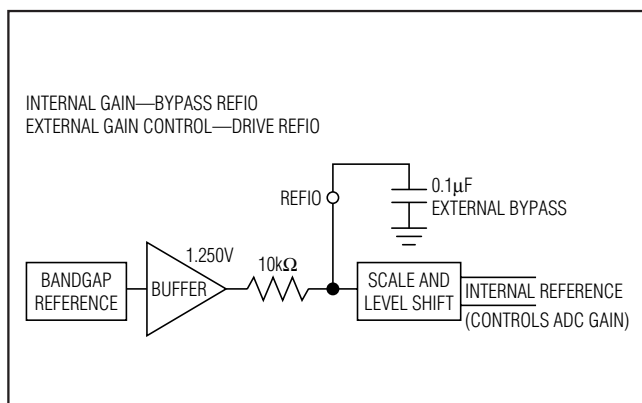 INTERNAL GAIN—BYPASS REFIO
EXTERNAL GAIN CONTROL—DRIVE REFIO
REFIO
0.1µF
EXTERNAL BYPASS
1.250V
10kΩ
BANDGAP
REFERENCE
BUFFER
SCALE AND
LEVEL SHIFT
INTERNAL REFERENCE
(CONTROLS ADC GAIN)